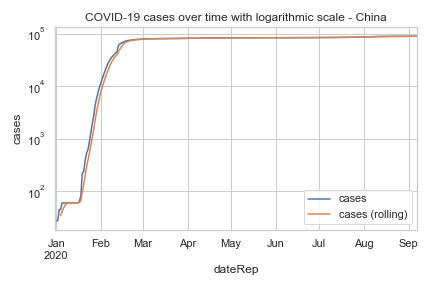 COVID-19 cases over time with logarithmic scale - China
cases
10^5
10^4
10^3
10^2
cases
cases (rolling)
Jan Feb Mar Apr May Jun Jul Aug Sep
2020
dateRep